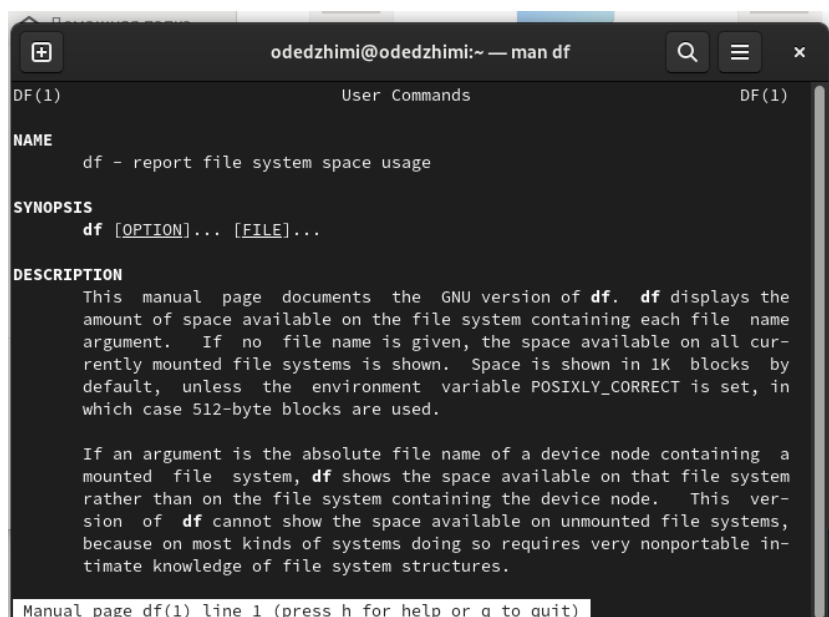 odedzhimi@odedzhimi:~ — man df
DF(1) User Commands DF(1)
NAME
df - report file system space usage
SYNOPSIS
df [OPTION]... [FILE]...
DESCRIPTION
This manual page documents the GNU version of df. df displays the
amount of space available on the file system containing each file name
argument. If no file name is given, the space available on all cur-
rently mounted file systems is shown. Space is shown in 1K blocks by
default, unless the environment variable POSIXLY_CORRECT is set, in
which case 512-byte blocks are used.
If an argument is the absolute file name of a device node containing a
mounted file system, df shows the space available on that file system
rather than on the file system containing the device node. This ver-
sion of df cannot show the space available on unmounted file systems,
because on most kinds of systems doing so requires very nonportable in-
timate knowledge of file system structures.
Manual page df(1) line 1 (press h for help or q to quit)